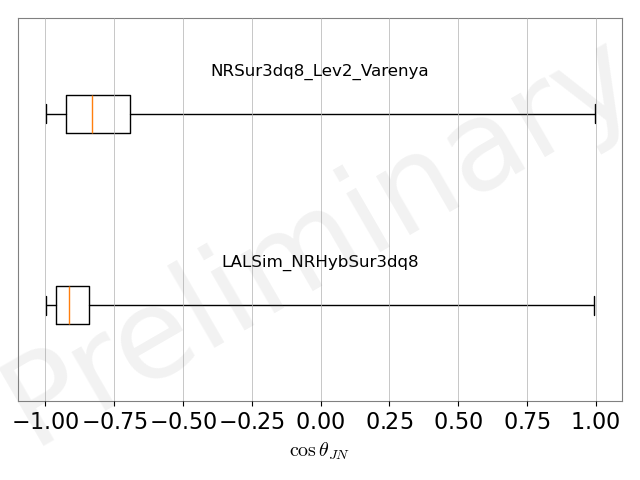 NRSur3dq8_Lev2_Varenya
LALSim_NRHybSur3dq8
Preliminary
−1.00 −0.75 −0.50 −0.25 0.00 0.25 0.50 0.75 1.00
cos θ_JN